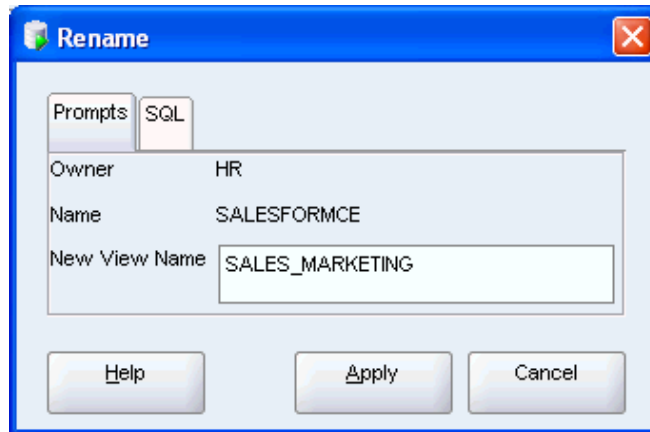 Rename
Prompts SQL
Owner HR
Name SALESFORMCE
New View Name SALES_MARKETING
Help Apply Cancel